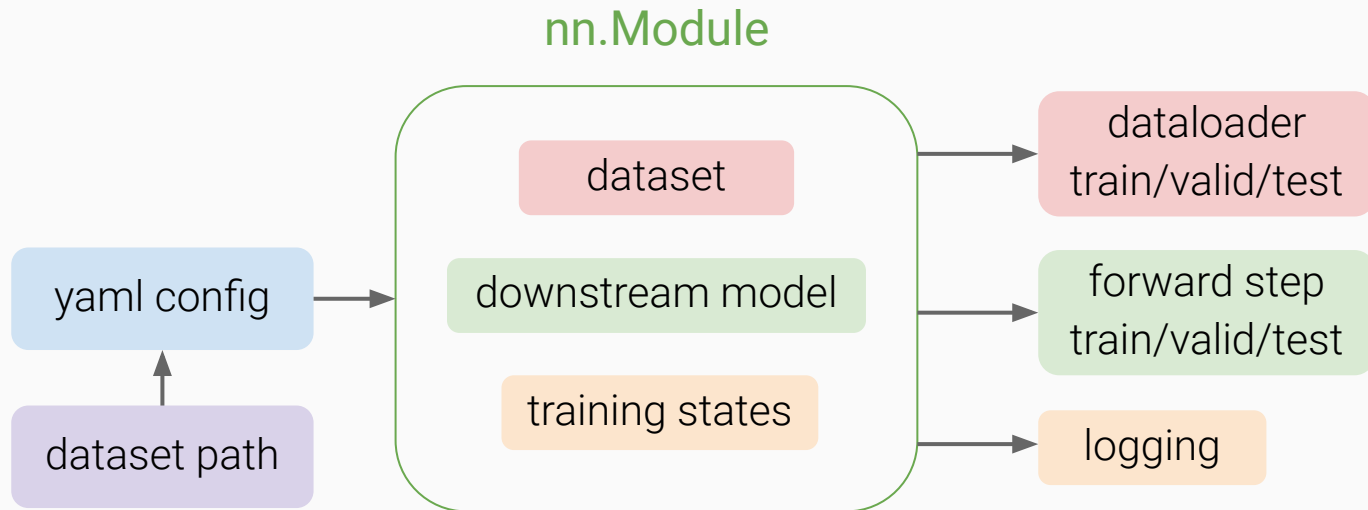 nn.Module
dataset
downstream model
training states
yaml config
dataset path
dataloader
train/valid/test
forward step
train/valid/test
logging